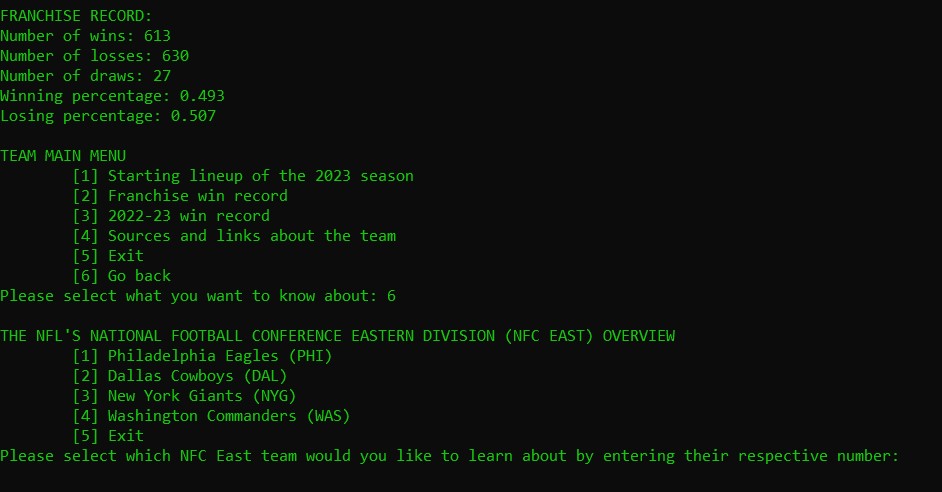 FRANCHISE RECORD:
Number of wins: 613
Number of losses: 630
Number of draws: 27
Winning percentage: 0.493
Losing percentage: 0.507
TEAM MAIN MENU
[1] Starting lineup of the 2023 season
[2] Franchise win record
[3] 2022-23 win record
[4] Sources and links about the team
[5] Exit
[6] Go back
Please select what you want to know about: 6
THE NFL'S NATIONAL FOOTBALL CONFERENCE EASTERN DIVISION (NFC EAST) OVERVIEW
[1] Philadelphia Eagles (PHI)
[2] Dallas Cowboys (DAL)
[3] New York Giants (NYG)
[4] Washington Commanders (WAS)
[5] Exit
Please select which NFC East team would you like to learn about by entering their respective number: